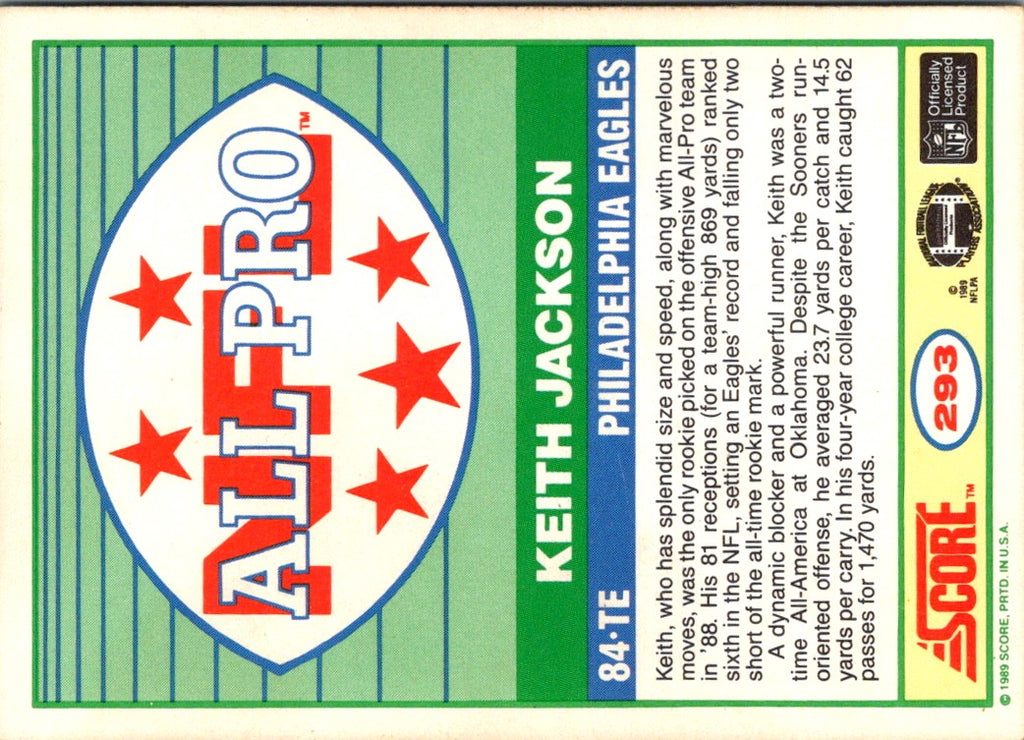 ALL PRO™
KEITH JACKSON
84·TE PHILADELPHIA EAGLES
Keith, who has splendid size and speed, along with marvelous
moves, was the only rookie picked on the offensive All-Pro team
in '88. His 81 receptions (for a team-high 869 yards) ranked
sixth in the NFL, setting an Eagles' record and falling only two
short of the all-time rookie mark.
A dynamic blocker and a powerful runner, Keith was a two-
time All-America at Oklahoma. Despite the Sooners run-
oriented offense, he averaged 23.7 yards per catch and 14.5
yards per carry. In his four-year college career, Keith caught 62
passes for 1,470 yards.
SCORE™
293
© 1989 NFLPA
NATIONAL FOOTBALL LEAGUE
PLAYERS ASSOCIATION
NFL
Officially
Licensed
Product
© 1989 SCORE, PRTD. IN U.S.A.